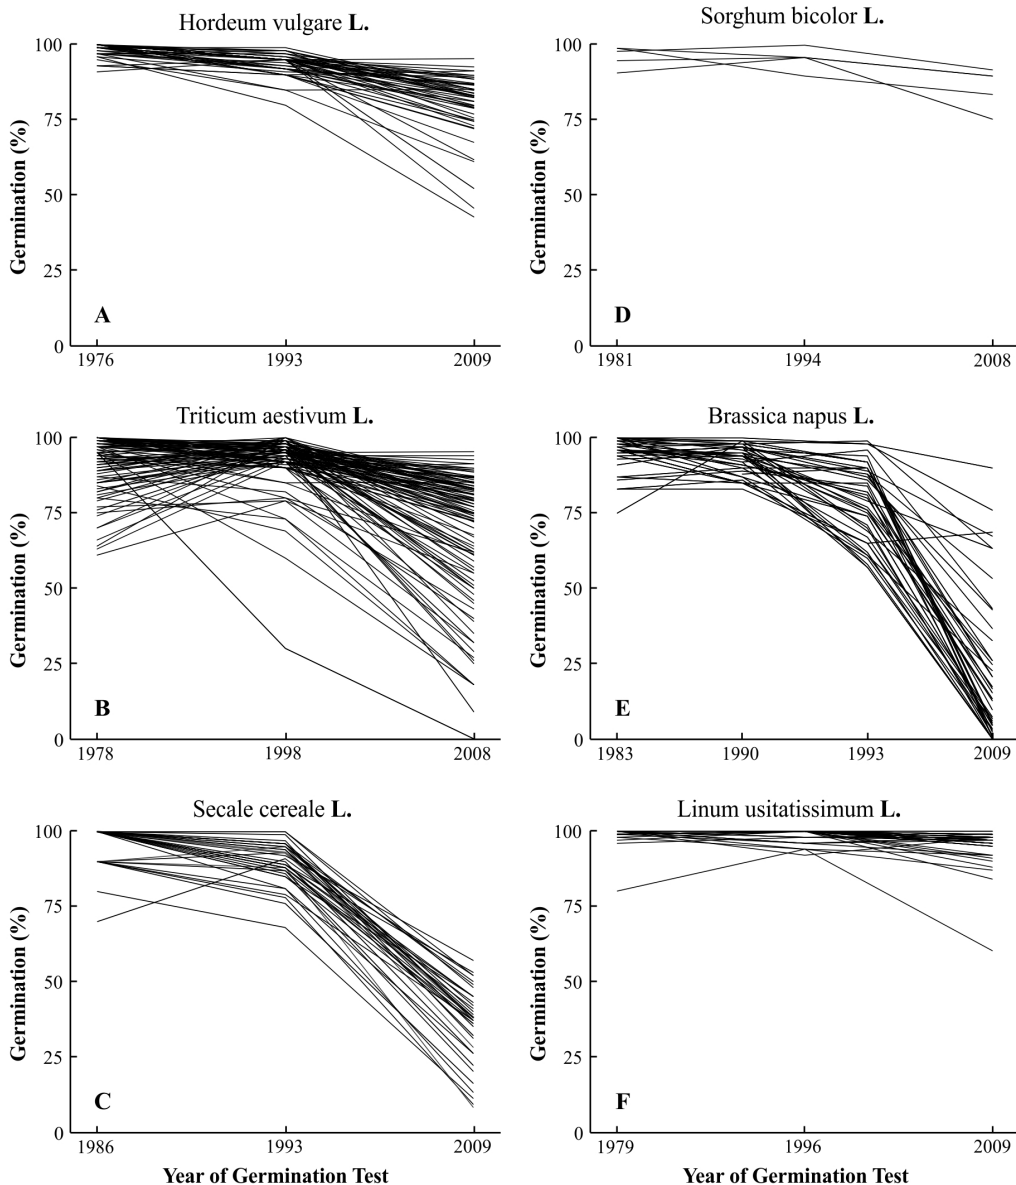 Hordeum vulgare L.
Germination (%)
100
75
50
25
0
A
1976 1993 2009
Sorghum bicolor L.
Germination (%)
100
75
50
25
0
D
1981 1994 2008
Triticum aestivum L.
Germination (%)
100
75
50
25
0
B
1978 1998 2008
Brassica napus L.
Germination (%)
100
75
50
25
0
E
1983 1990 1993 2009
Secale cereale L.
Germination (%)
100
75
50
25
0
C
1986 1993 2009
Year of Germination Test
Linum usitatissimum L.
Germination (%)
100
75
50
25
0
F
1979 1996 2009
Year of Germination Test